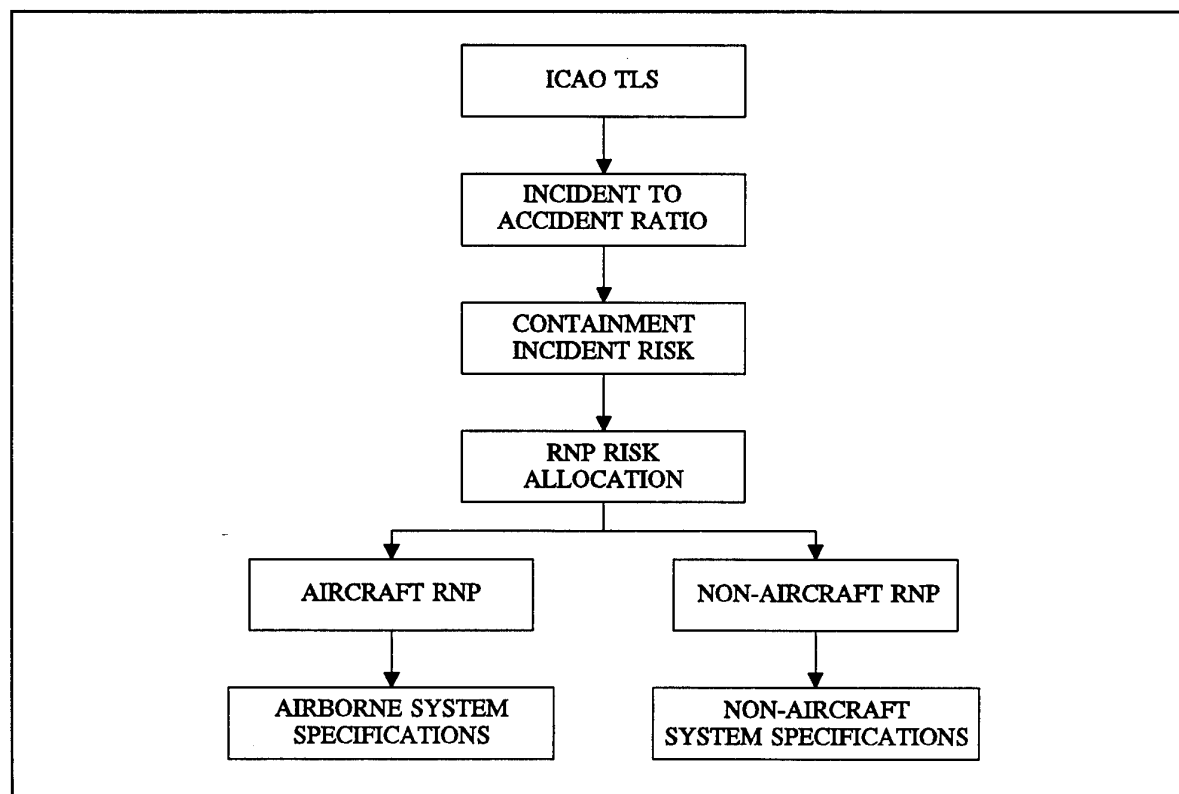 ICAO TLS
INCIDENT TO
ACCIDENT RATIO
CONTAINMENT
INCIDENT RISK
RNP RISK
ALLOCATION
AIRCRAFT RNP
NON-AIRCRAFT RNP
AIRBORNE SYSTEM
SPECIFICATIONS
NON-AIRCRAFT
SYSTEM SPECIFICATIONS